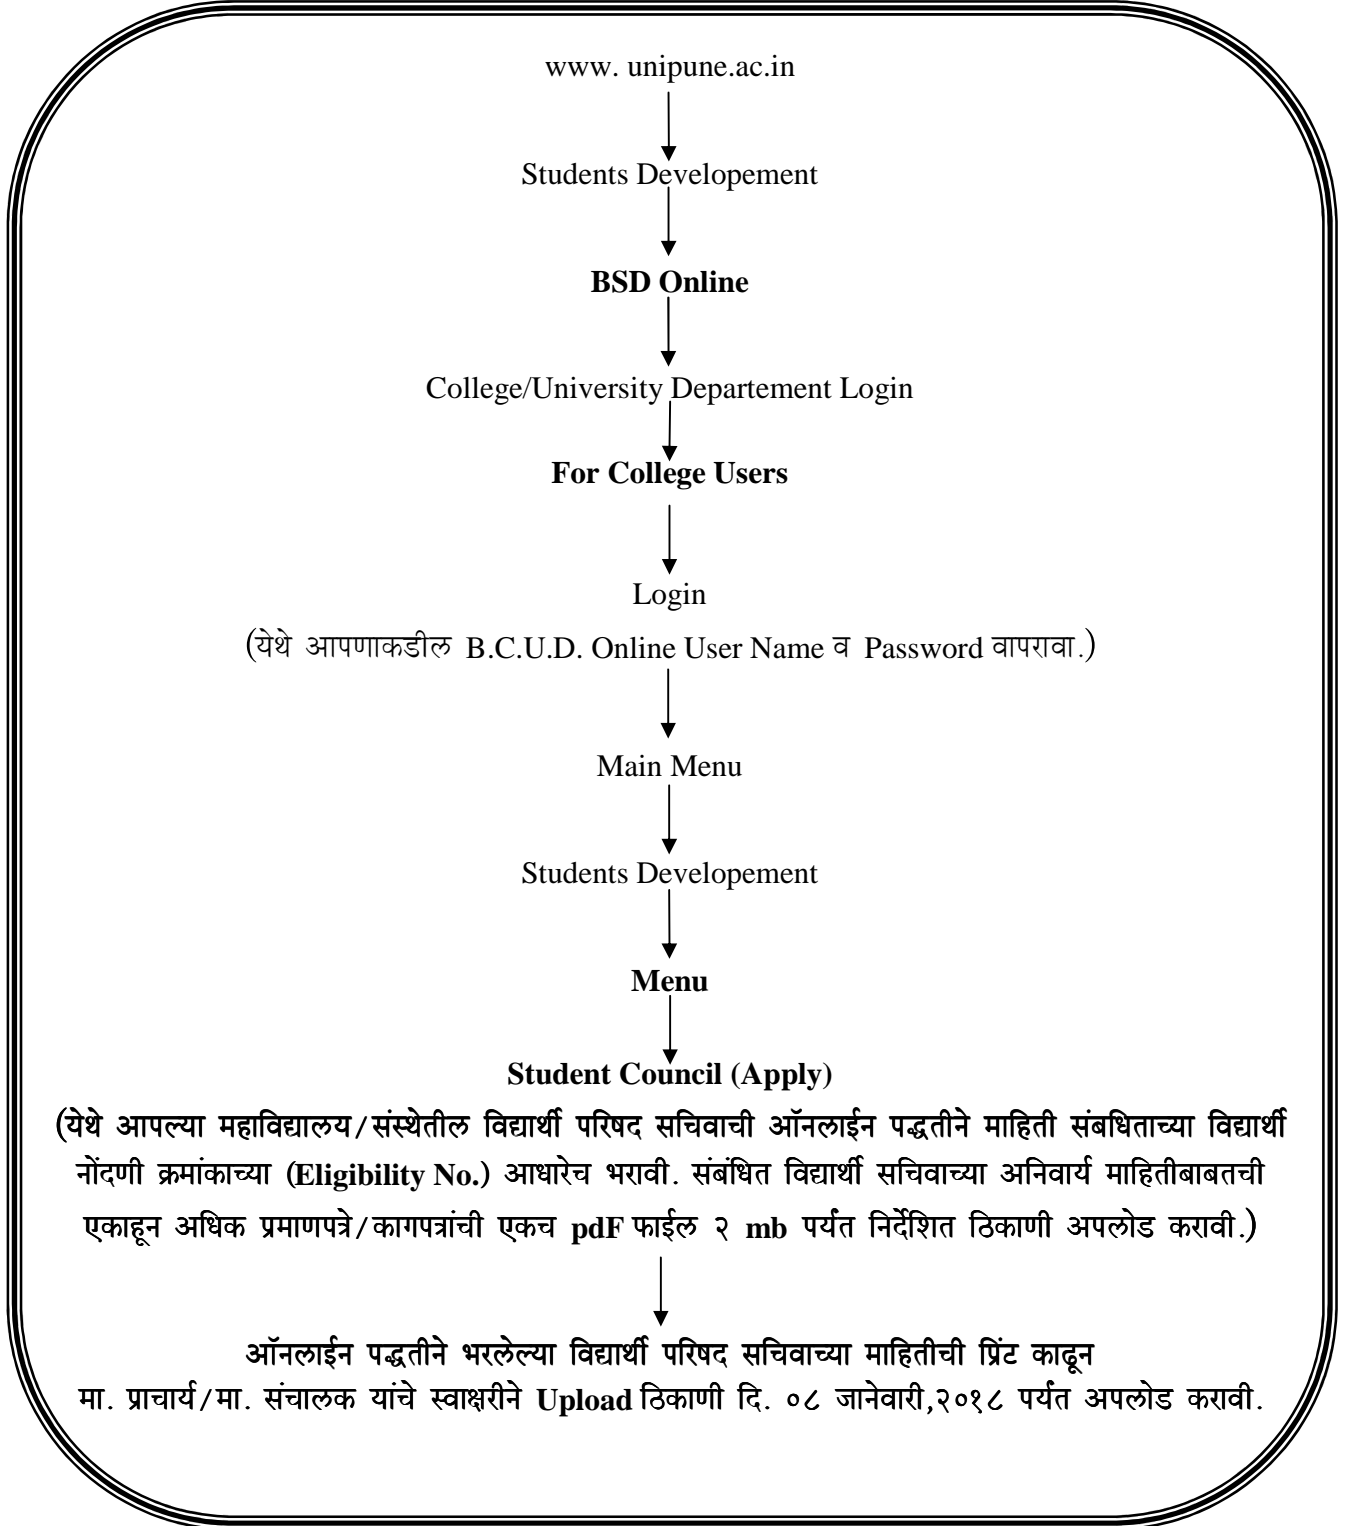 www. unipune.ac.in
Students Developement
BSD Online
College/University Departement Login
For College Users
Login
(येथे आपणाकडील B.C.U.D. Online User Name व Password वापरावा.)
Main Menu
Students Developement
Menu
Student Council (Apply)
(येथे आपल्या महाविद्यालय/संस्थेतील विद्यार्थी परिषद सचिवाची ऑनलाईन पद्धतीने माहिती संबधिताच्या विद्यार्थी
नोंदणी क्रमांकाच्या (Eligibility No.) आधारेच भरावी. संबंधित विद्यार्थी सचिवाच्या अनिवार्य माहितीबाबतची
एकाहून अधिक प्रमाणपत्रे/कागपत्रांची एकच pdF फाईल २ mb पर्यंत निर्देशित ठिकाणी अपलोड करावी.)
ऑनलाईन पद्धतीने भरलेल्या विद्यार्थी परिषद सचिवाच्या माहितीची प्रिंट काढून
मा. प्राचार्य/मा. संचालक यांचे स्वाक्षरीने Upload ठिकाणी दि. ०८ जानेवारी,२०१८ पर्यंत अपलोड करावी.